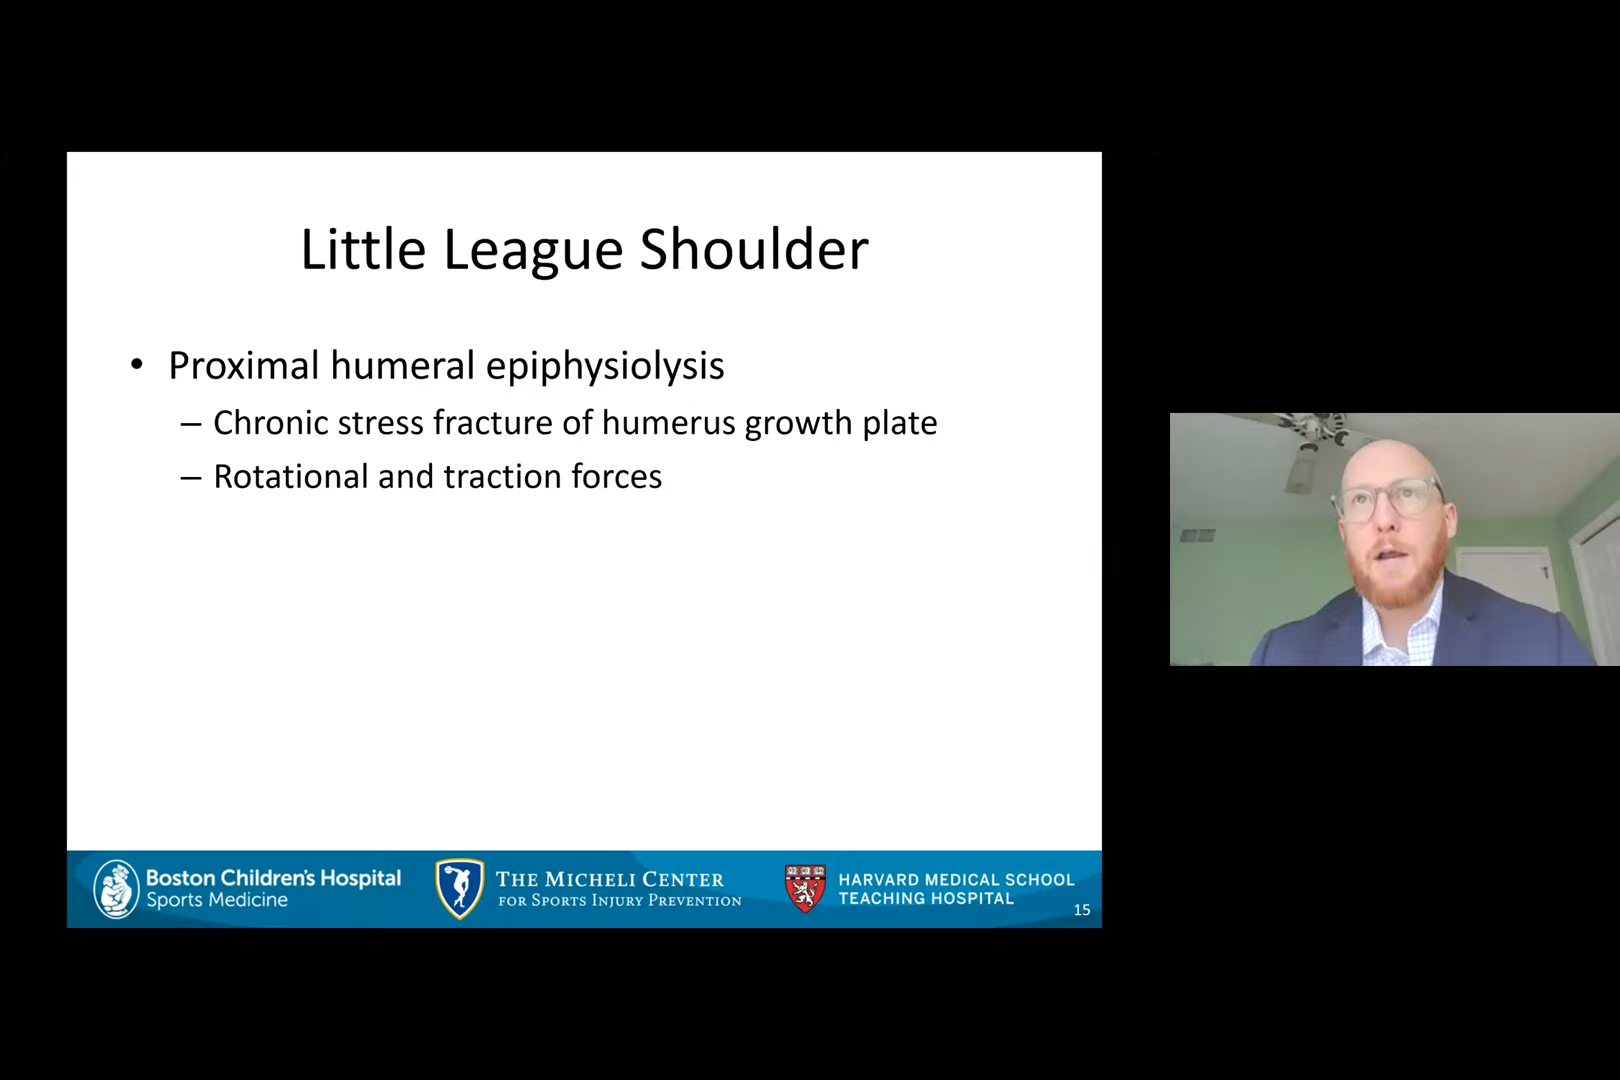 Little League Shoulder
• Proximal humeral epiphysiolysis
– Chronic stress fracture of humerus growth plate
– Rotational and traction forces
Boston Children's Hospital
Sports Medicine
THE MICHELI CENTER
FOR SPORTS INJURY PREVENTION
HARVARD MEDICAL SCHOOL
TEACHING HOSPITAL
15